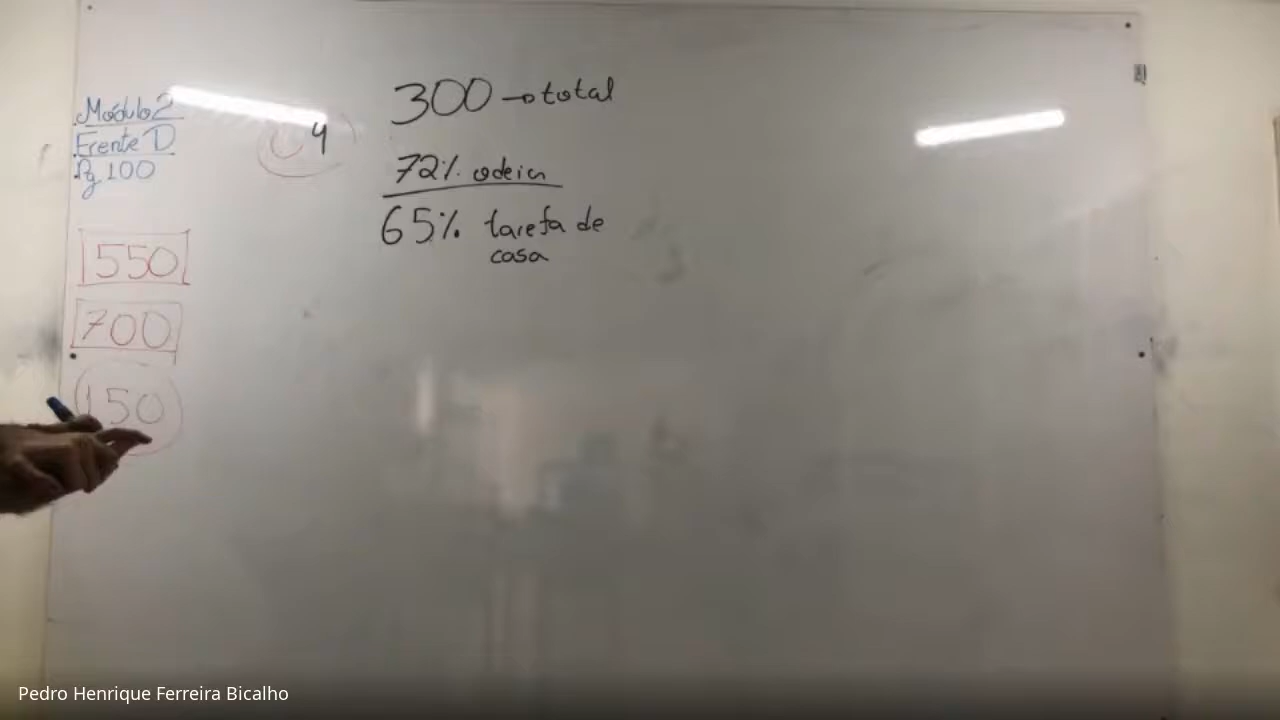 Módulo 2
Frente D
Pg 100
550
700
150
4
300 → total
72% odeia
65% tarefa de
casa
Pedro Henrique Ferreira Bicalho